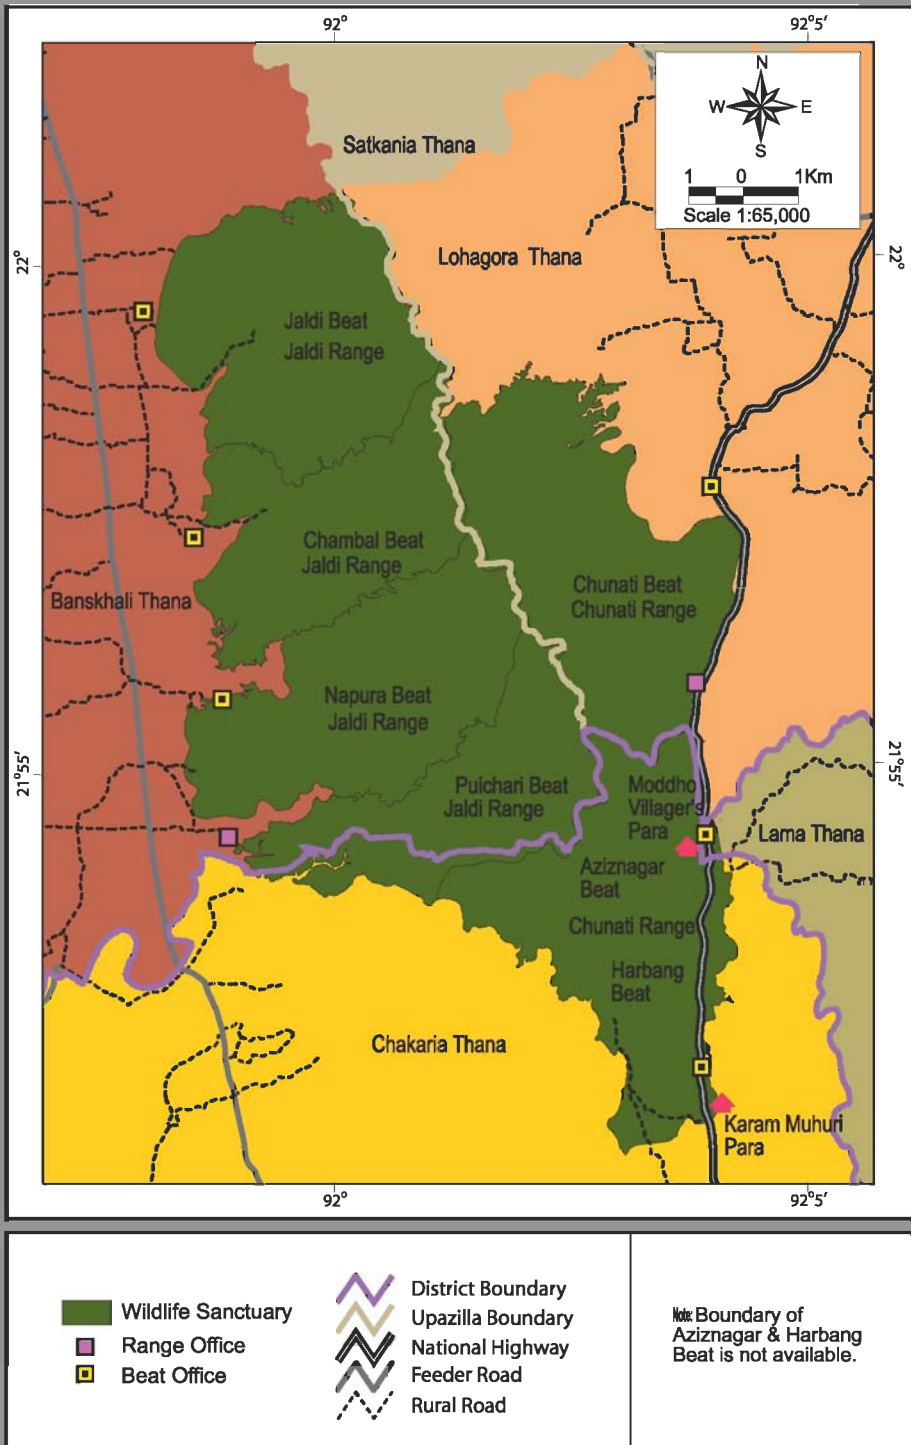 92°
92°5'
N
W
E
S
1 0 1Km
Scale 1:65,000
Satkania Thana
Lohagora Thana
22°
22°
Jaldi Beat
Jaldi Range
Chambal Beat
Jaldi Range
Chunati Beat
Chunati Range
Banskhali Thana
Napura Beat
Jaldi Range
21°55'
21°55'
Puichari Beat
Jaldi Range
Moddho
Villager's
Para
Lama Thana
Aziznagar
Beat
Chunati Range
Harbang
Beat
Chakaria Thana
Karam Muhuri
Para
92°
92°5'
Wildlife Sanctuary
Range Office
Beat Office
District Boundary
Upazilla Boundary
National Highway
Feeder Road
Rural Road
Note: Boundary of
Aziznagar & Harbang
Beat is not available.